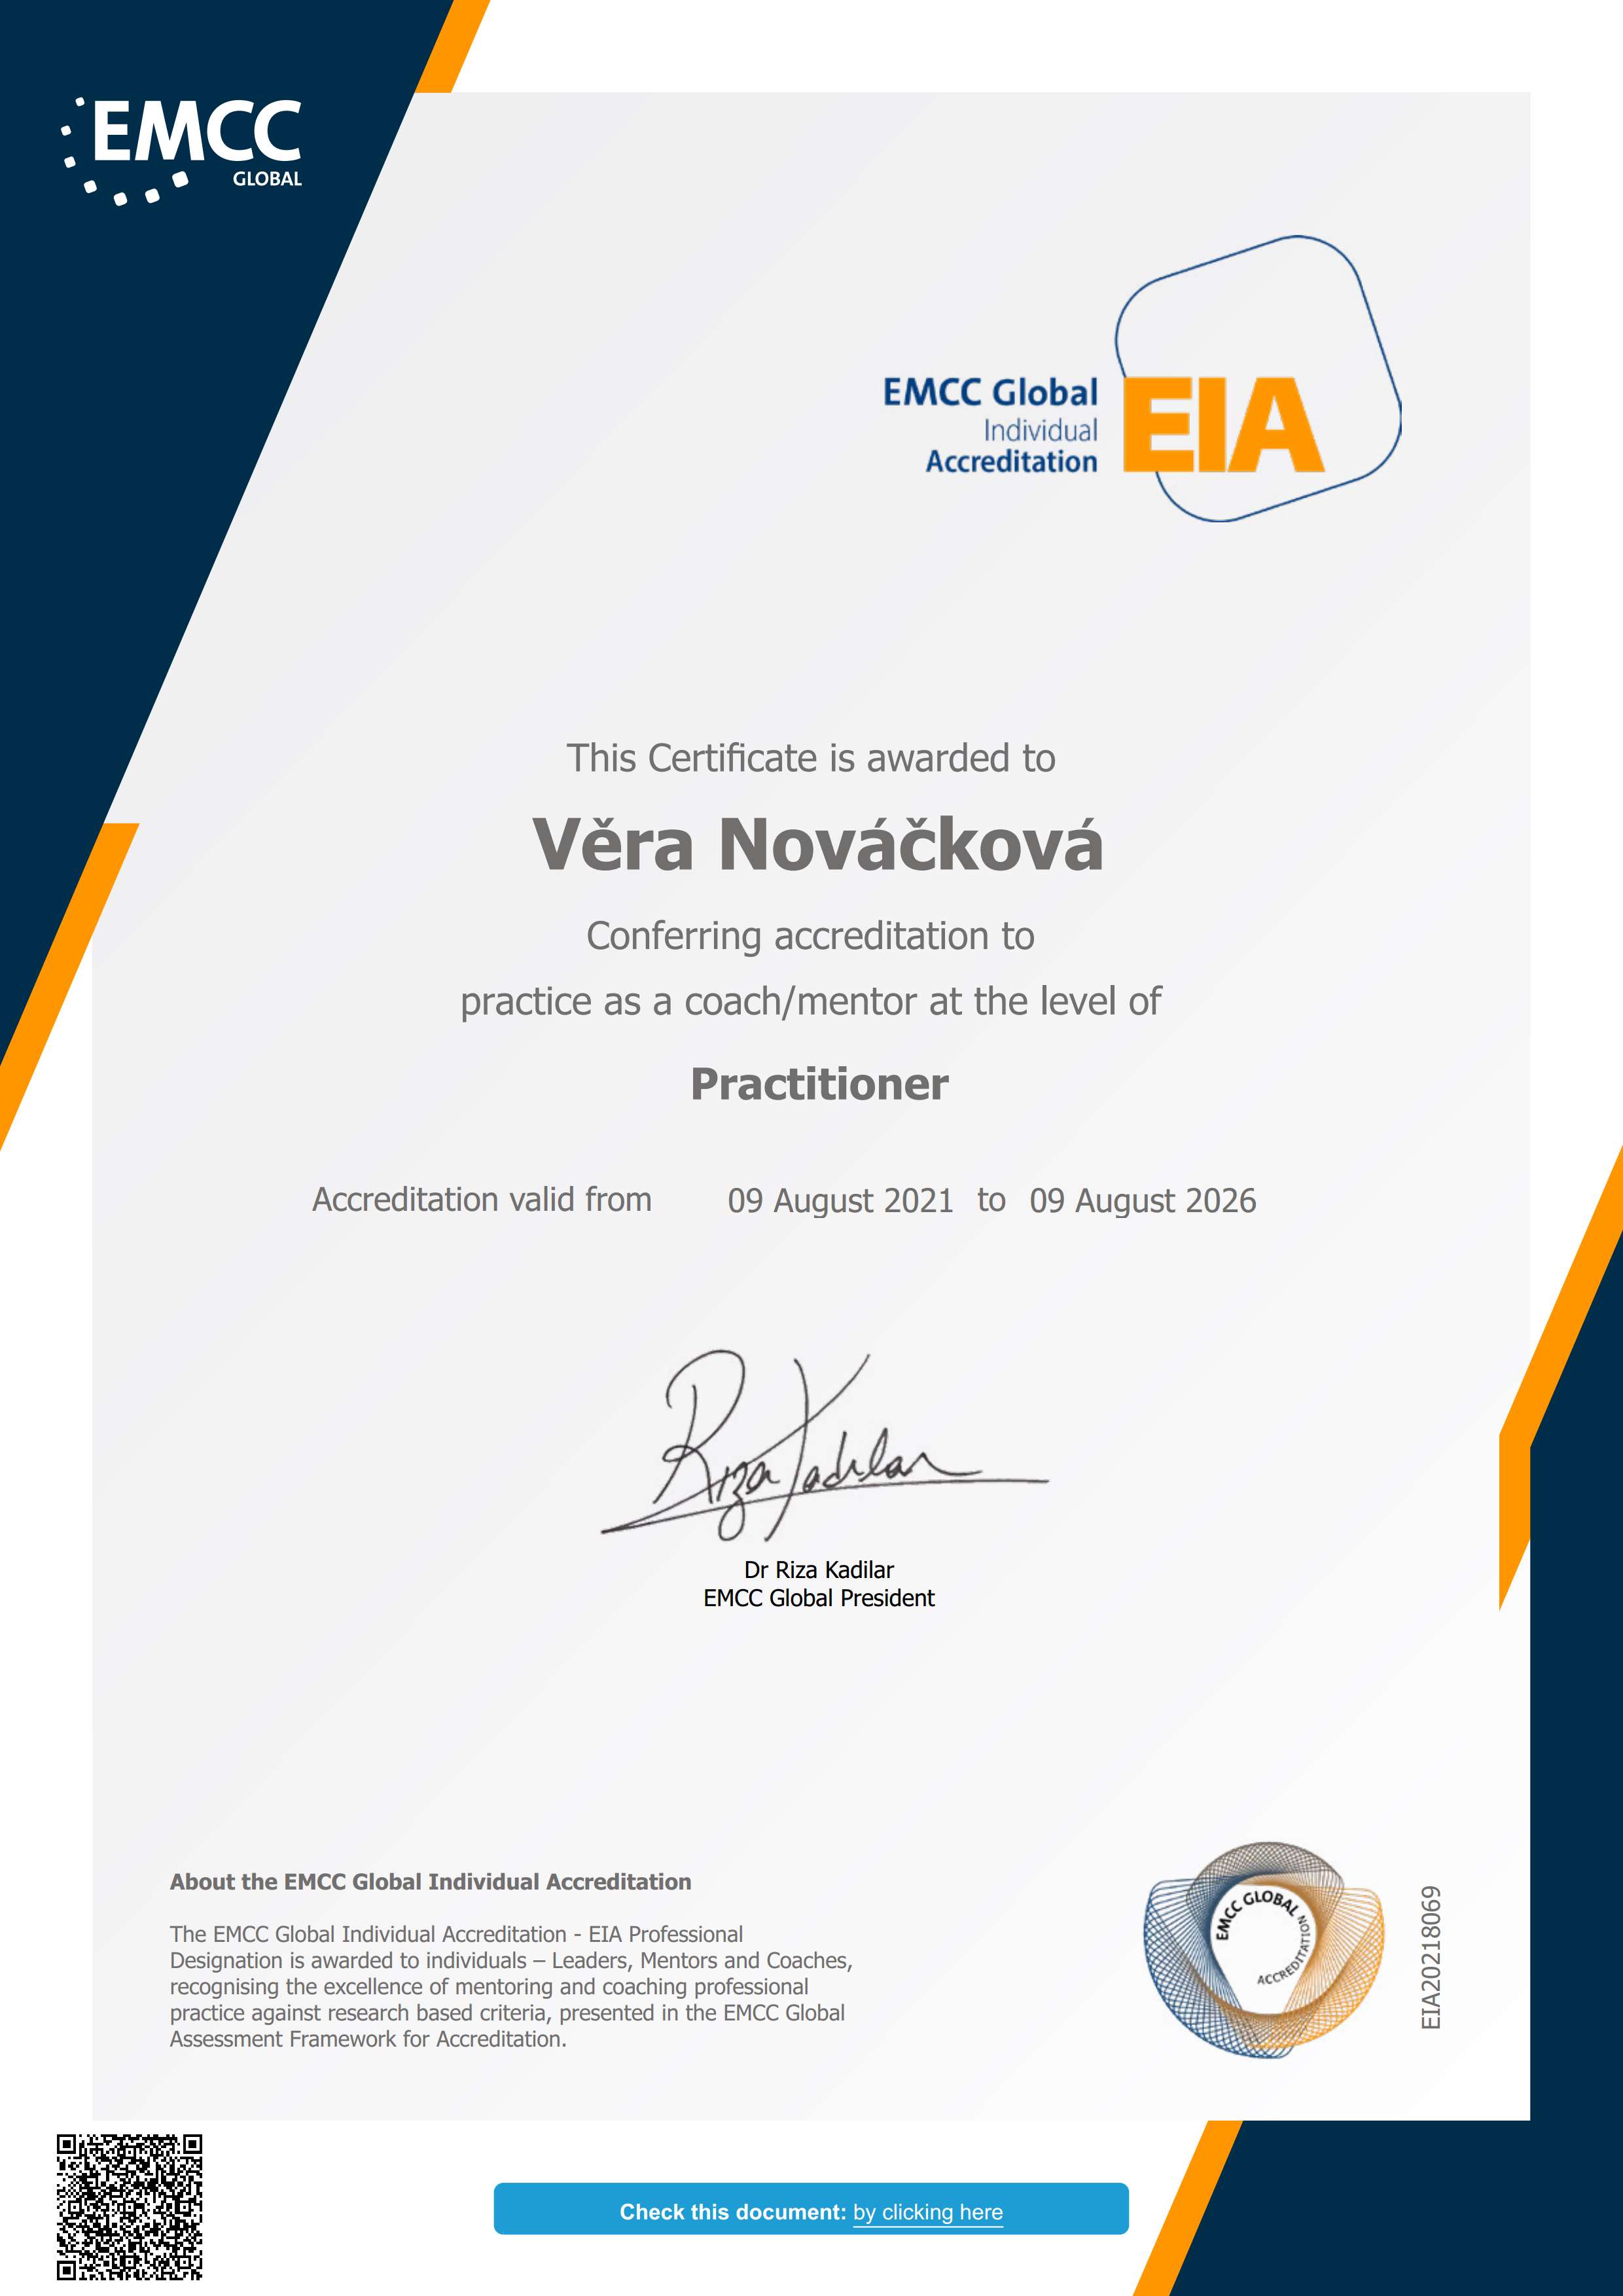 EMCC
GLOBAL
EMCC Global
Individual
Accreditation
EIA
This Certificate is awarded to
Věra Nováčková
Conferring accreditation to
practice as a coach/mentor at the level of
Practitioner
Accreditation valid from 09 August 2021 to 09 August 2026
Riza Kadilar
Dr Riza Kadilar
EMCC Global President
About the EMCC Global Individual Accreditation
The EMCC Global Individual Accreditation - EIA Professional
Designation is awarded to individuals – Leaders, Mentors and Coaches,
recognising the excellence of mentoring and coaching professional
practice against research based criteria, presented in the EMCC Global
Assessment Framework for Accreditation.
EMCC GLOBAL
ACCREDITATION
EIA20218069
Check this document: by clicking here